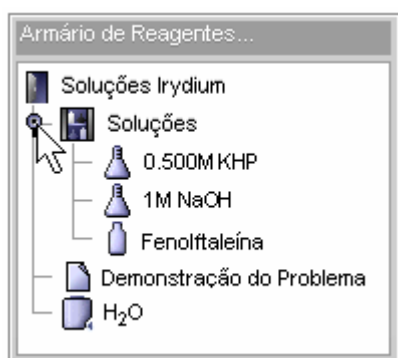 Armário de Reagentes...
Soluções Irydium
Soluções
0.500M KHP
1M NaOH
Fenolftaleína
Demonstração do Problema
H₂O